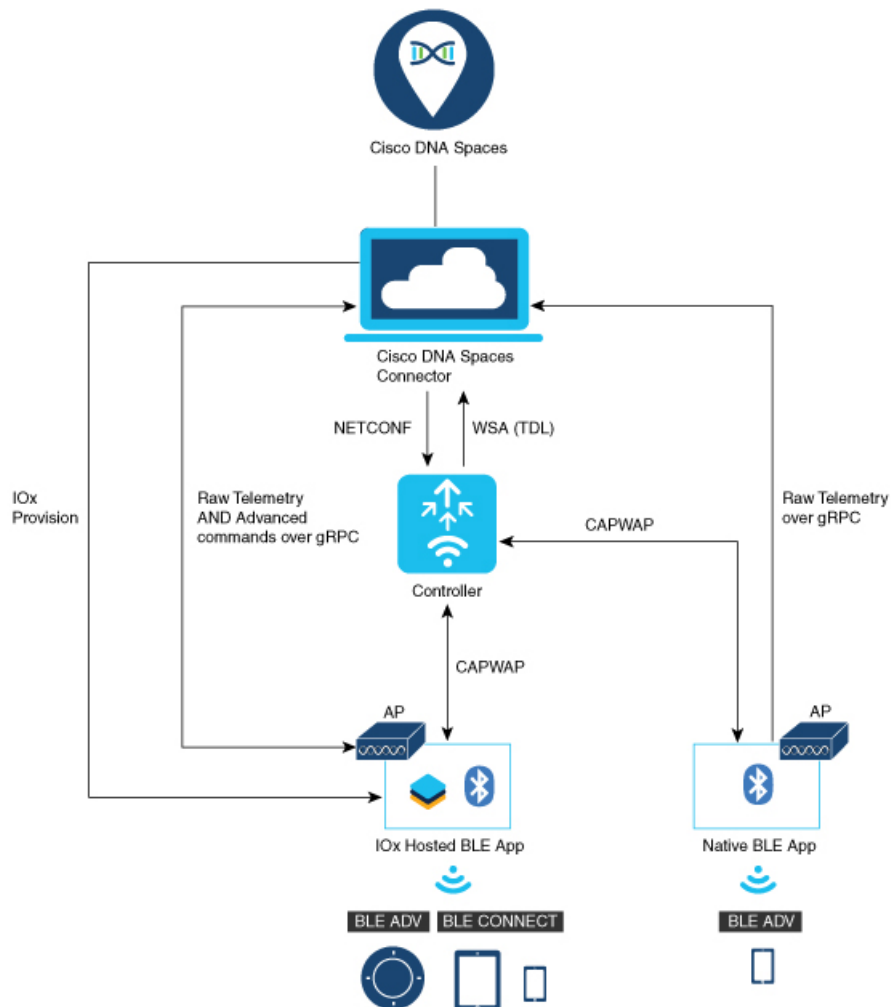 Cisco DNA Spaces
Cisco DNA Spaces
Connector
NETCONF
WSA (TDL)
IOx
Provision
Raw Telemetry
AND Advanced
commands over gRPC
CAPWAP
Raw Telemetry
over gRPC
Controller
CAPWAP
AP
AP
IOx Hosted BLE App
Native BLE App
BLE ADV
BLE CONNECT
BLE ADV